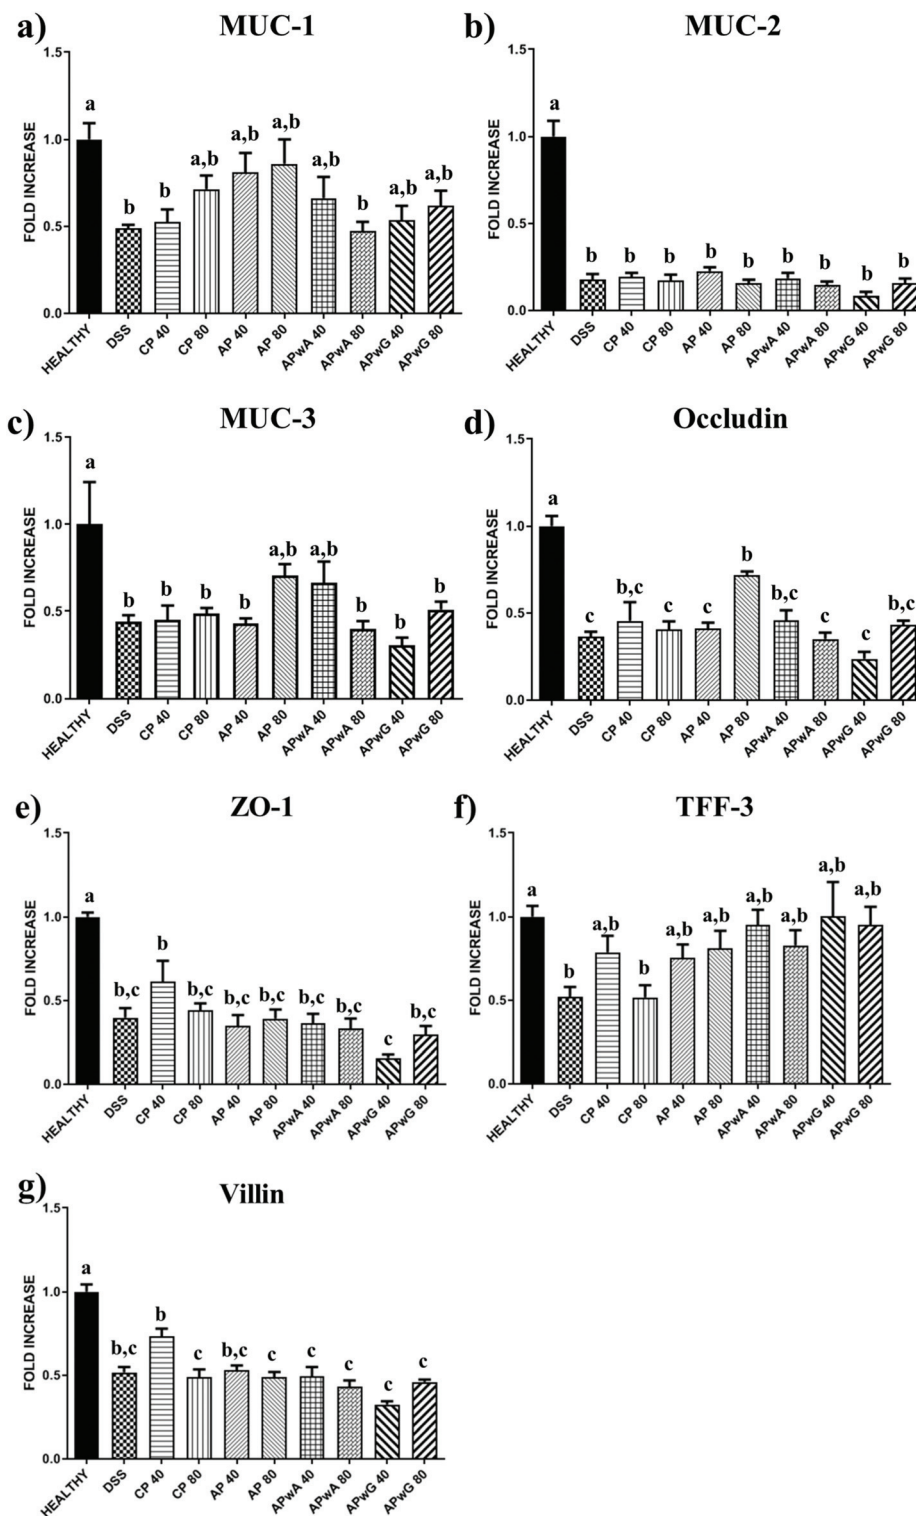 a) MUC-1
b) MUC-2
FOLD INCREASE
1.5
1.0
0.5
0.0
a
b
b
a,b
a,b
a,b
a,b
b
a,b
a,b
HEALTHY
DSS
CP 40
CP 80
AP 40
AP 80
APwA 40
APwA 80
APwG 40
APwG 80
FOLD INCREASE
1.5
1.0
0.5
0.0
a
b
b
b
b
b
b
b
b
b
HEALTHY
DSS
CP 40
CP 80
AP 40
AP 80
APwA 40
APwA 80
APwG 40
APwG 80
c) MUC-3
d) Occludin
FOLD INCREASE
1.5
1.0
0.5
0.0
a
b
b
b
b
a,b
a,b
b
b
b
HEALTHY
DSS
CP 40
CP 80
AP 40
AP 80
APwA 40
APwA 80
APwG 40
APwG 80
FOLD INCREASE
1.5
1.0
0.5
0.0
a
c
b,c
c
c
b
b,c
c
c
b,c
HEALTHY
DSS
CP 40
CP 80
AP 40
AP 80
APwA 40
APwA 80
APwG 40
APwG 80
e) ZO-1
f) TFF-3
FOLD INCREASE
1.5
1.0
0.5
0.0
a
b,c
b
b,c
b,c
b,c
b,c
b,c
c
b,c
HEALTHY
DSS
CP 40
CP 80
AP 40
AP 80
APwA 40
APwA 80
APwG 40
APwG 80
FOLD INCREASE
1.5
1.0
0.5
0.0
a
b
a,b
b
a,b
a,b
a,b
a,b
a,b
a,b
HEALTHY
DSS
CP 40
CP 80
AP 40
AP 80
APwA 40
APwA 80
APwG 40
APwG 80
g) Villin
FOLD INCREASE
1.5
1.0
0.5
0.0
a
b,c
b
c
b,c
c
c
c
c
c
HEALTHY
DSS
CP 40
CP 80
AP 40
AP 80
APwA 40
APwA 80
APwG 40
APwG 80